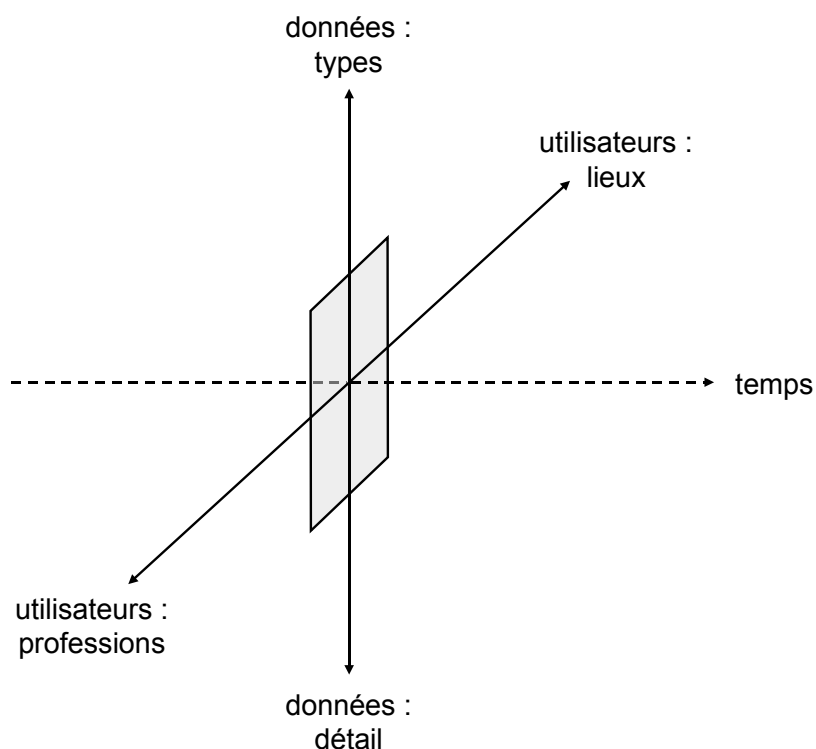 données :
types
utilisateurs :
lieux
temps
utilisateurs :
professions
données :
détail